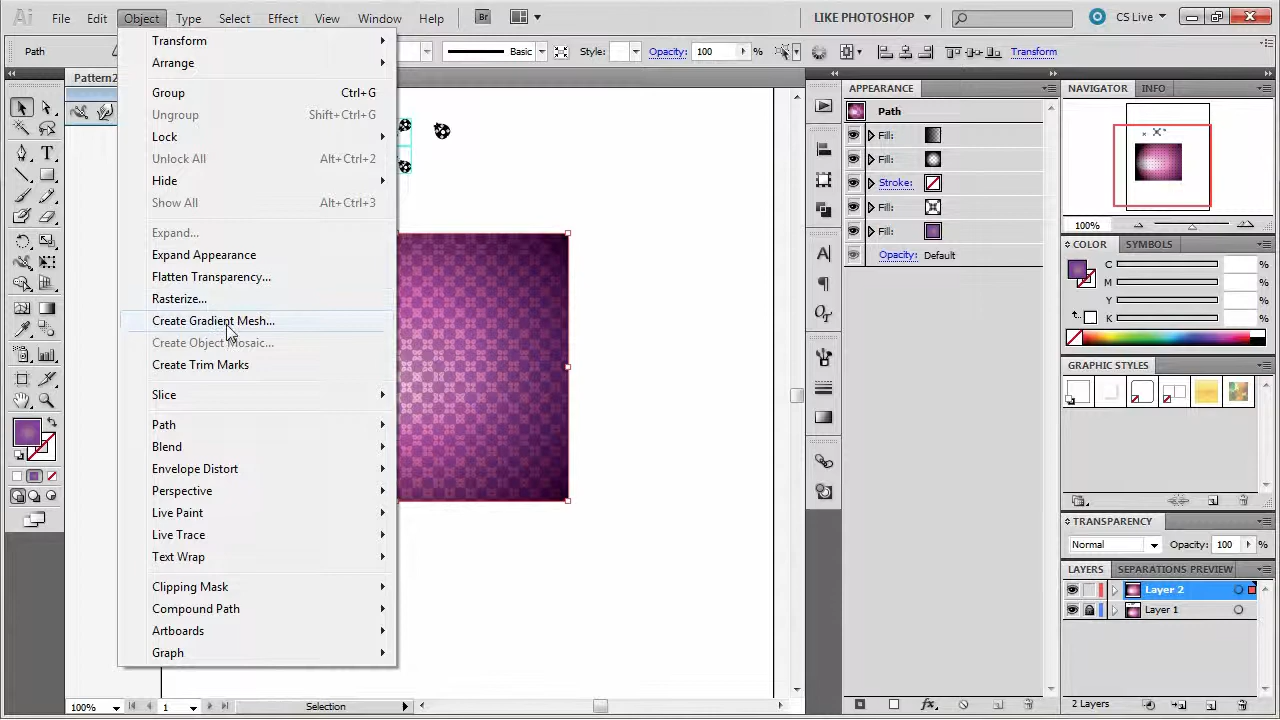 Ai File Edit Object Type Select Effect View Window Help Br LIKE PHOTOSHOP CS Live
Path Basic Style: Opacity: 100 % Transform
Pattern2
Transform
Arrange
Group Ctrl+G
Ungroup Shift+Ctrl+G
Lock
Unlock All Alt+Ctrl+2
Hide
Show All Alt+Ctrl+3
Expand...
Expand Appearance
Flatten Transparency...
Rasterize...
Create Gradient Mesh...
Create Object Mosaic...
Create Trim Marks
Slice
Path
Blend
Envelope Distort
Perspective
Live Paint
Live Trace
Text Wrap
Clipping Mask
Compound Path
Artboards
Graph
100% 1 Selection
APPEARANCE
Path
Fill:
Fill:
Stroke:
Fill:
Fill:
Opacity: Default
NAVIGATOR INFO
100%
COLOR SYMBOLS
C %
M %
Y %
K %
GRAPHIC STYLES
TRANSPARENCY
Normal Opacity: 100 %
LAYERS SEPARATIONS PREVIEW
Layer 2
Layer 1
2 Layers